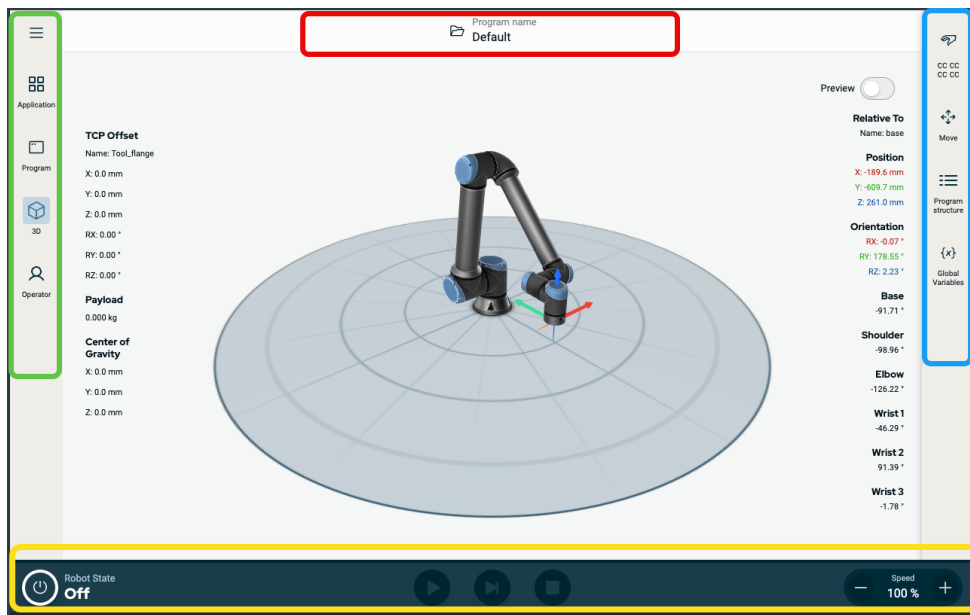 Program name
Default
Application
Program
3D
Operator
TCP Offset
Name: Tool_flange
X: 0.0 mm
Y: 0.0 mm
Z: 0.0 mm
RX: 0.00 °
RY: 0.00 °
RZ: 0.00 °
Payload
0.000 kg
Center of
Gravity
X: 0.0 mm
Y: 0.0 mm
Z: 0.0 mm
Preview
Relative To
Name: base
Position
X: -189.6 mm
Y: -609.7 mm
Z: 261.0 mm
Orientation
RX: -0.07 °
RY: 178.55 °
RZ: 2.23 °
Base
-91.71 °
Shoulder
-98.96 °
Elbow
-126.22 °
Wrist 1
-46.29 °
Wrist 2
91.39 °
Wrist 3
-1.78 °
CC CC
CC CC
Move
Program
structure
{x}
Global
Variables
Robot State
Off
Speed
100 %